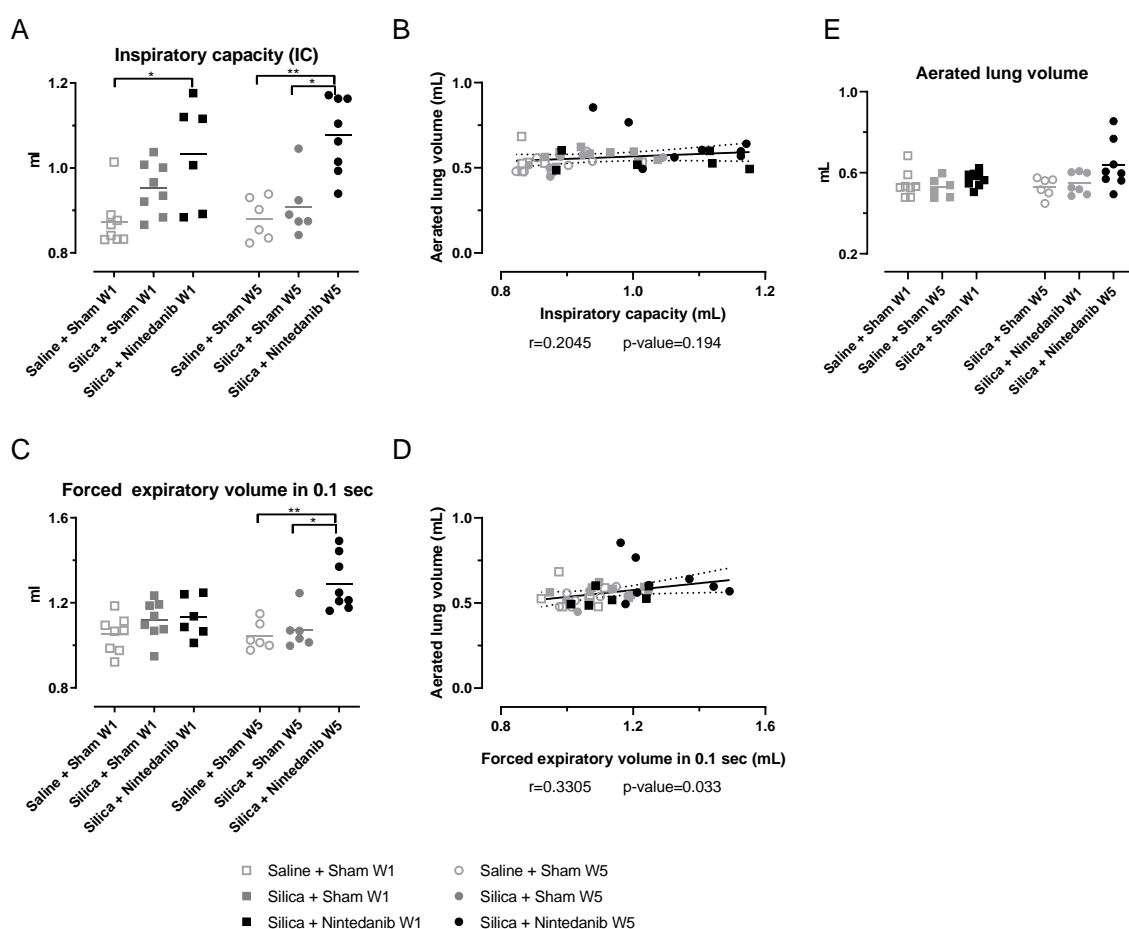 A
Inspiratory capacity (IC)
1.2
1.0
0.8
ml
*
**
*
Saline + Sham W1
Silica + Sham W1
Silica + Nintedanib W1
Saline + Sham W5
Silica + Sham W5
Silica + Nintedanib W5
B
Aerated lung volume (mL)
1.0
0.5
0.0
0.8
1.0
1.2
Inspiratory capacity (mL)
r=0.2045 p-value=0.194
E
Aerated lung volume
1.0
0.6
0.2
mL
Saline + Sham W1
Saline + Sham W5
Silica + Sham W1
Silica + Sham W5
Silica + Nintedanib W1
Silica + Nintedanib W5
C
Forced expiratory volume in 0.1 sec
1.6
1.2
0.8
ml
**
*
Saline + Sham W1
Silica + Sham W1
Silica + Nintedanib W1
Saline + Sham W5
Silica + Sham W5
Silica + Nintedanib W5
D
Aerated lung volume (mL)
1.0
0.5
0.0
0.8
1.2
1.6
Forced expiratory volume in 0.1 sec (mL)
r=0.3305 p-value=0.033
Saline + Sham W1
Silica + Sham W1
Silica + Nintedanib W1
Saline + Sham W5
Silica + Sham W5
Silica + Nintedanib W5